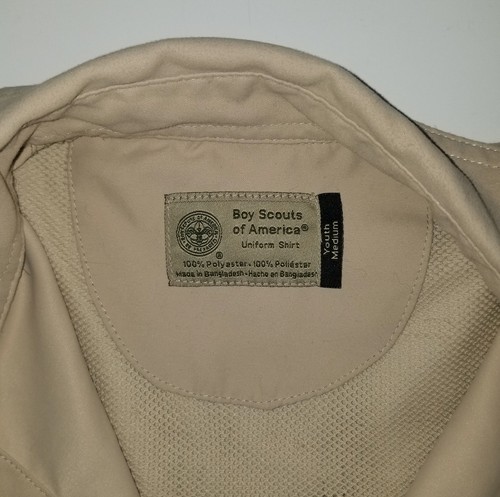 Boy Scouts
of America®
Uniform Shirt
®
100% Polyester • 100% Poliéster
Made in Bangladesh • Hecho en Bangladesh
Youth
Medium